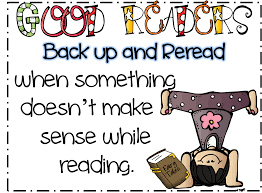 GOOD READERS
Back up and Reread
when something
doesn't make
sense while
reading.